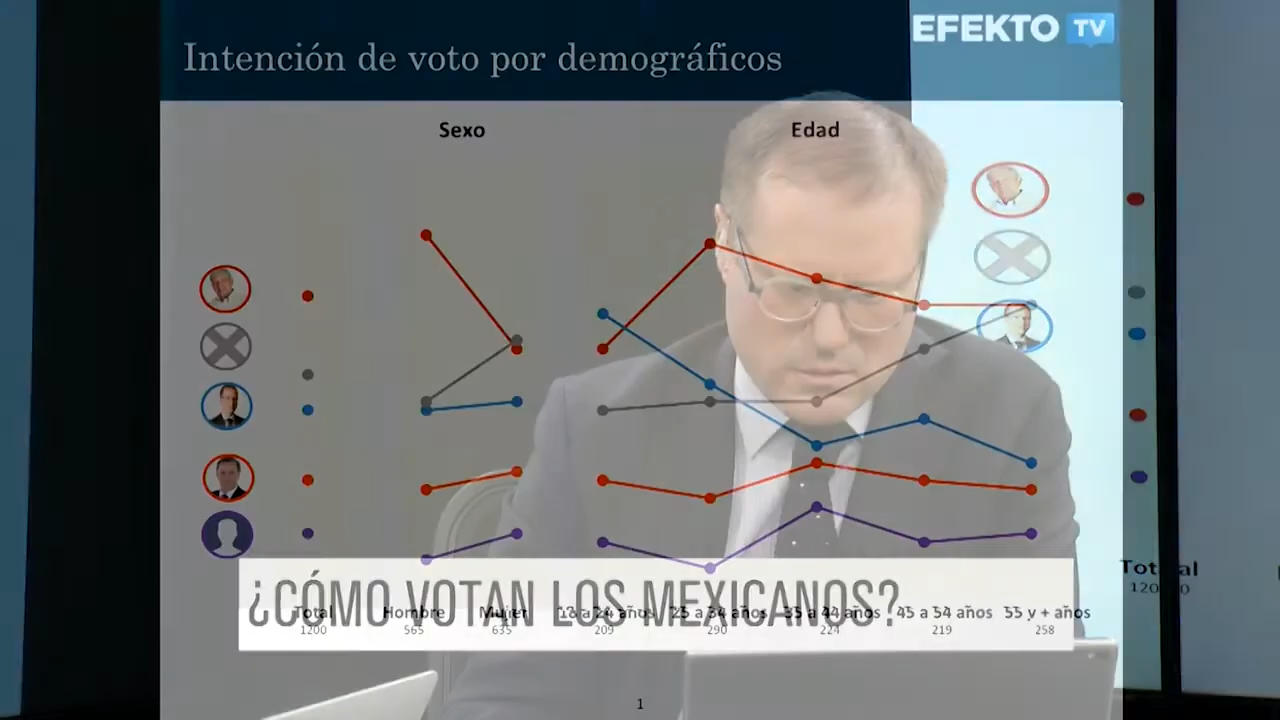 EFEKTO TV
Intención de voto por demográficos
Sexo
Edad
¿CÓMO VOTAN LOS MEXICANOS?
Total
Hombre
Mujer
18 a 24 años
25 a 34 años
35 a 44 años
45 a 54 años
55 y + años
1200
565
635
209
290
224
219
258
1